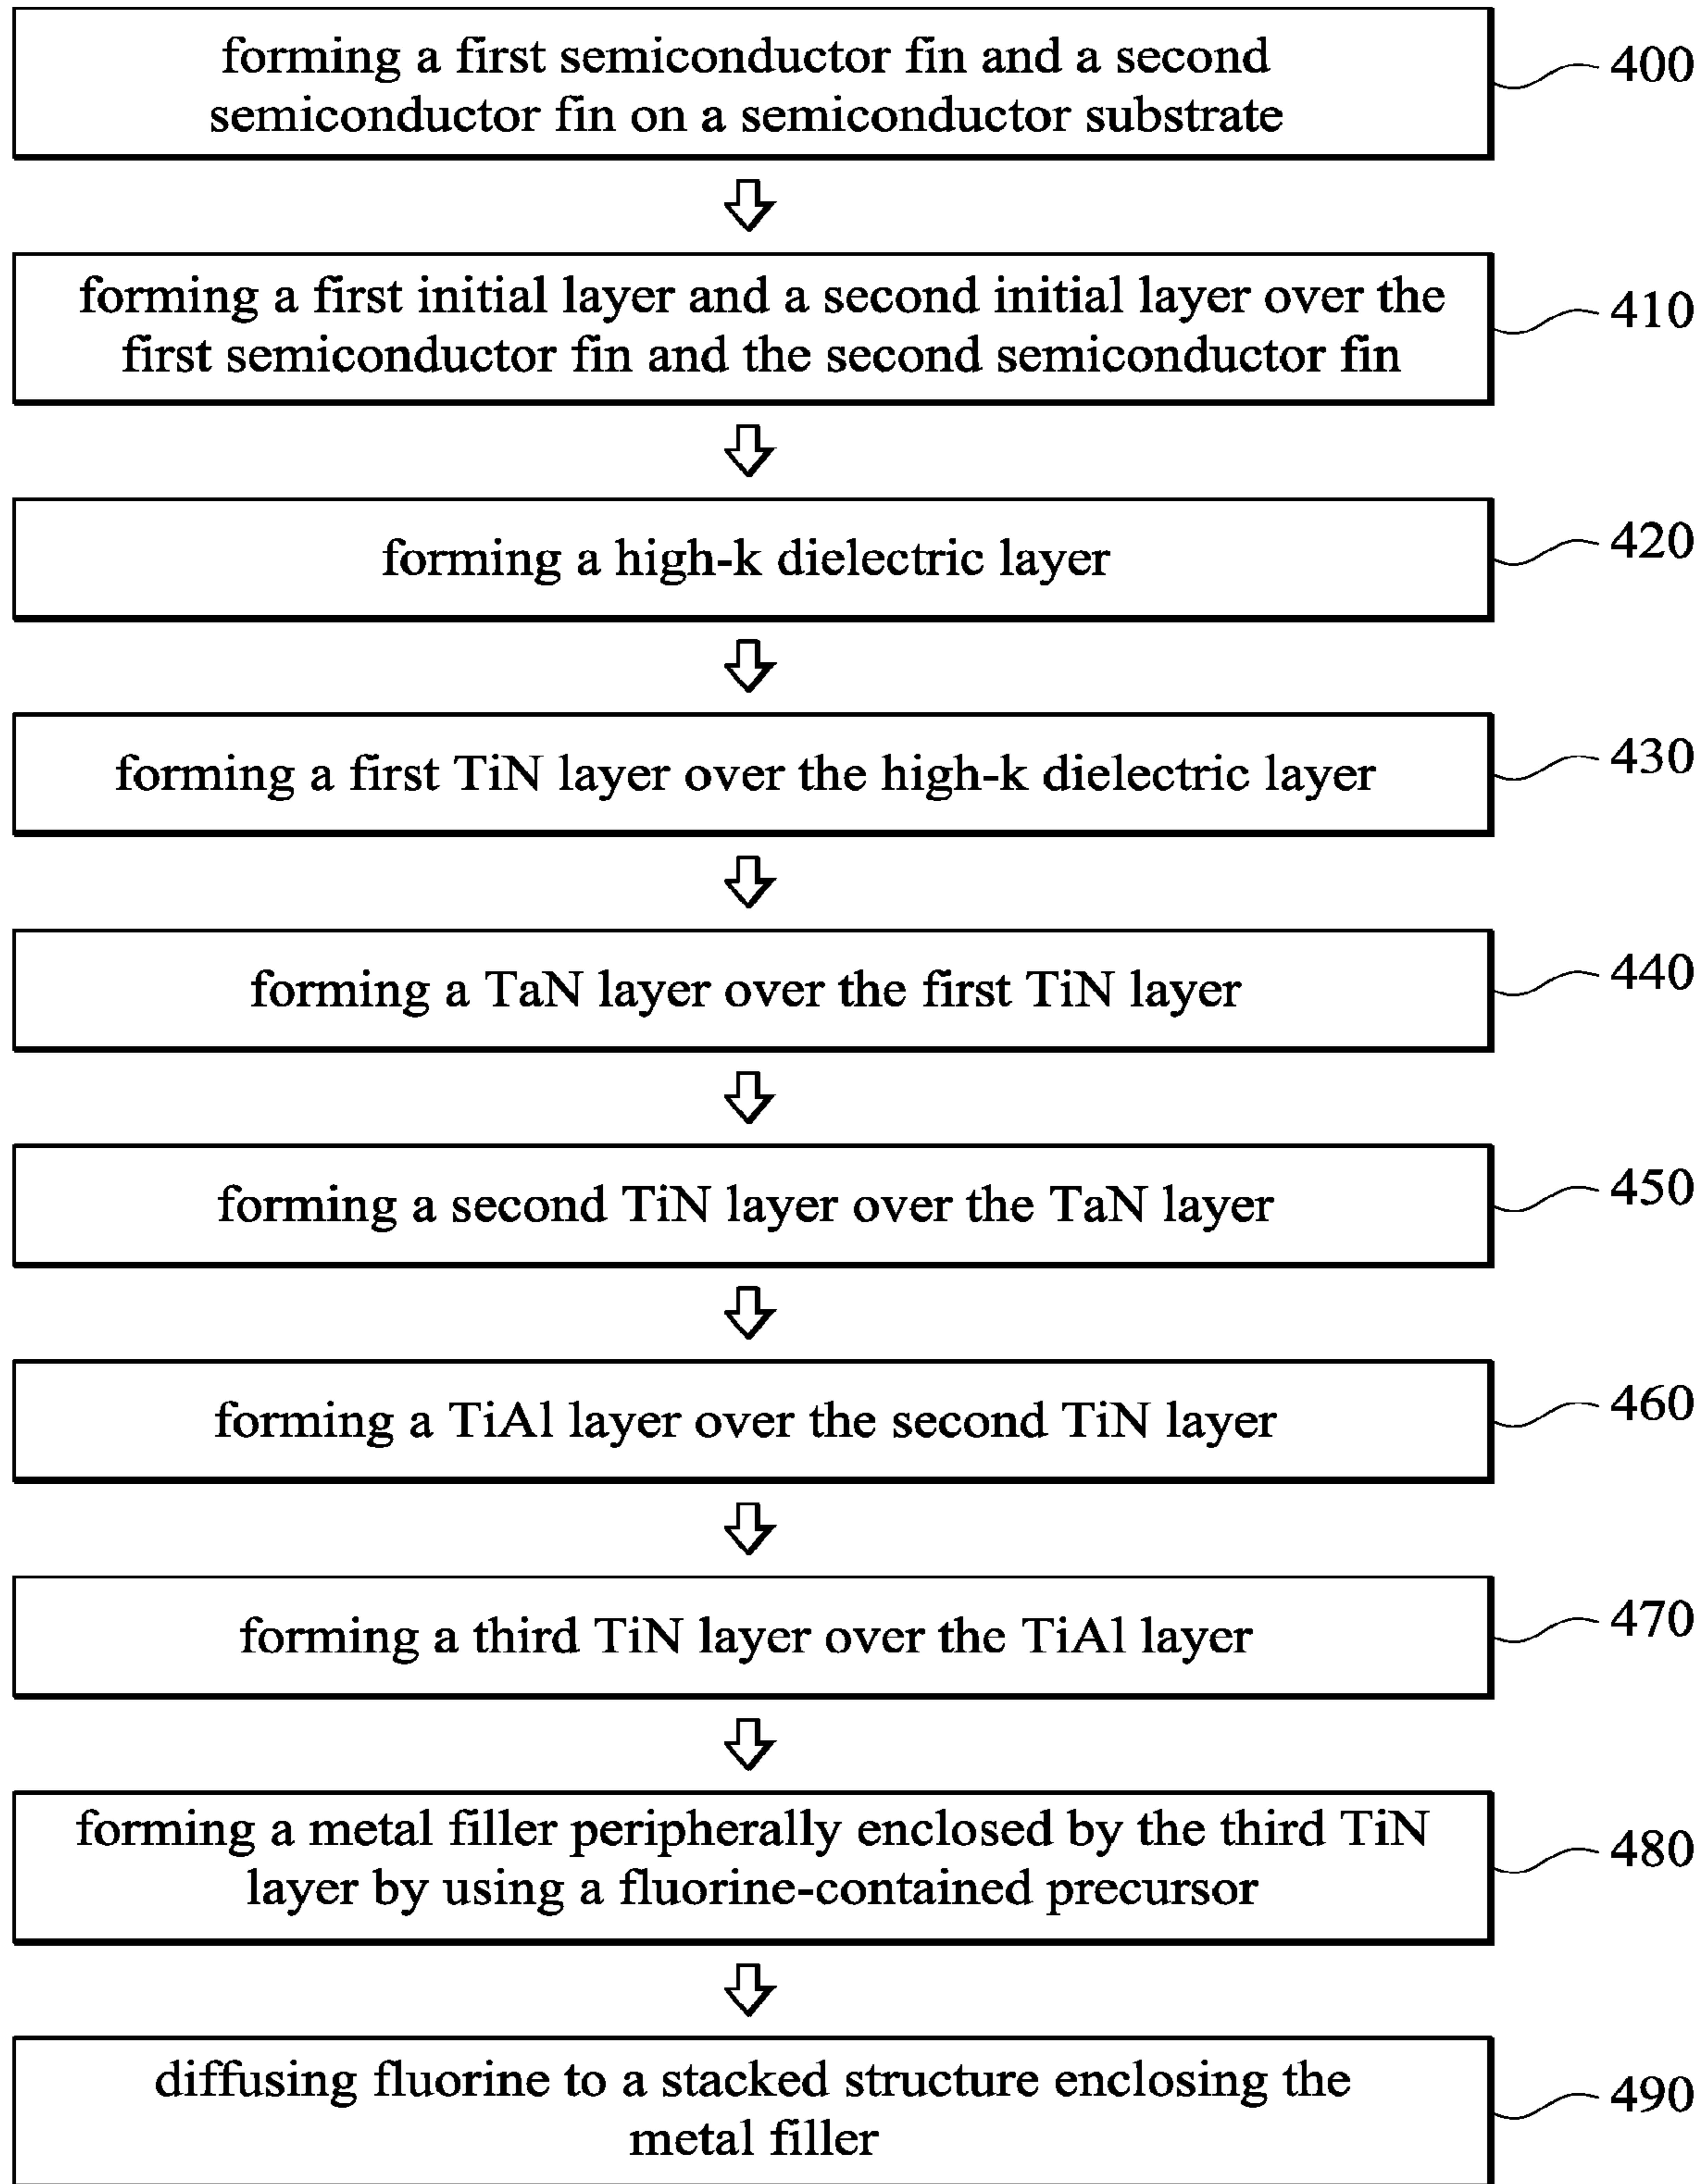 forming a first semiconductor fin and a second
semiconductor fin on a semiconductor substrate
400
forming a first initial layer and a second initial layer over the
first semiconductor fin and the second semiconductor fin
410
forming a high-k dielectric layer
420
forming a first TiN layer over the high-k dielectric layer
430
forming a TaN layer over the first TiN layer
440
forming a second TiN layer over the TaN layer
450
forming a TiAl layer over the second TiN layer
460
forming a third TiN layer over the TiAl layer
470
forming a metal filler peripherally enclosed by the third TiN
layer by using a fluorine-contained precursor
480
diffusing fluorine to a stacked structure enclosing the
metal filler
490